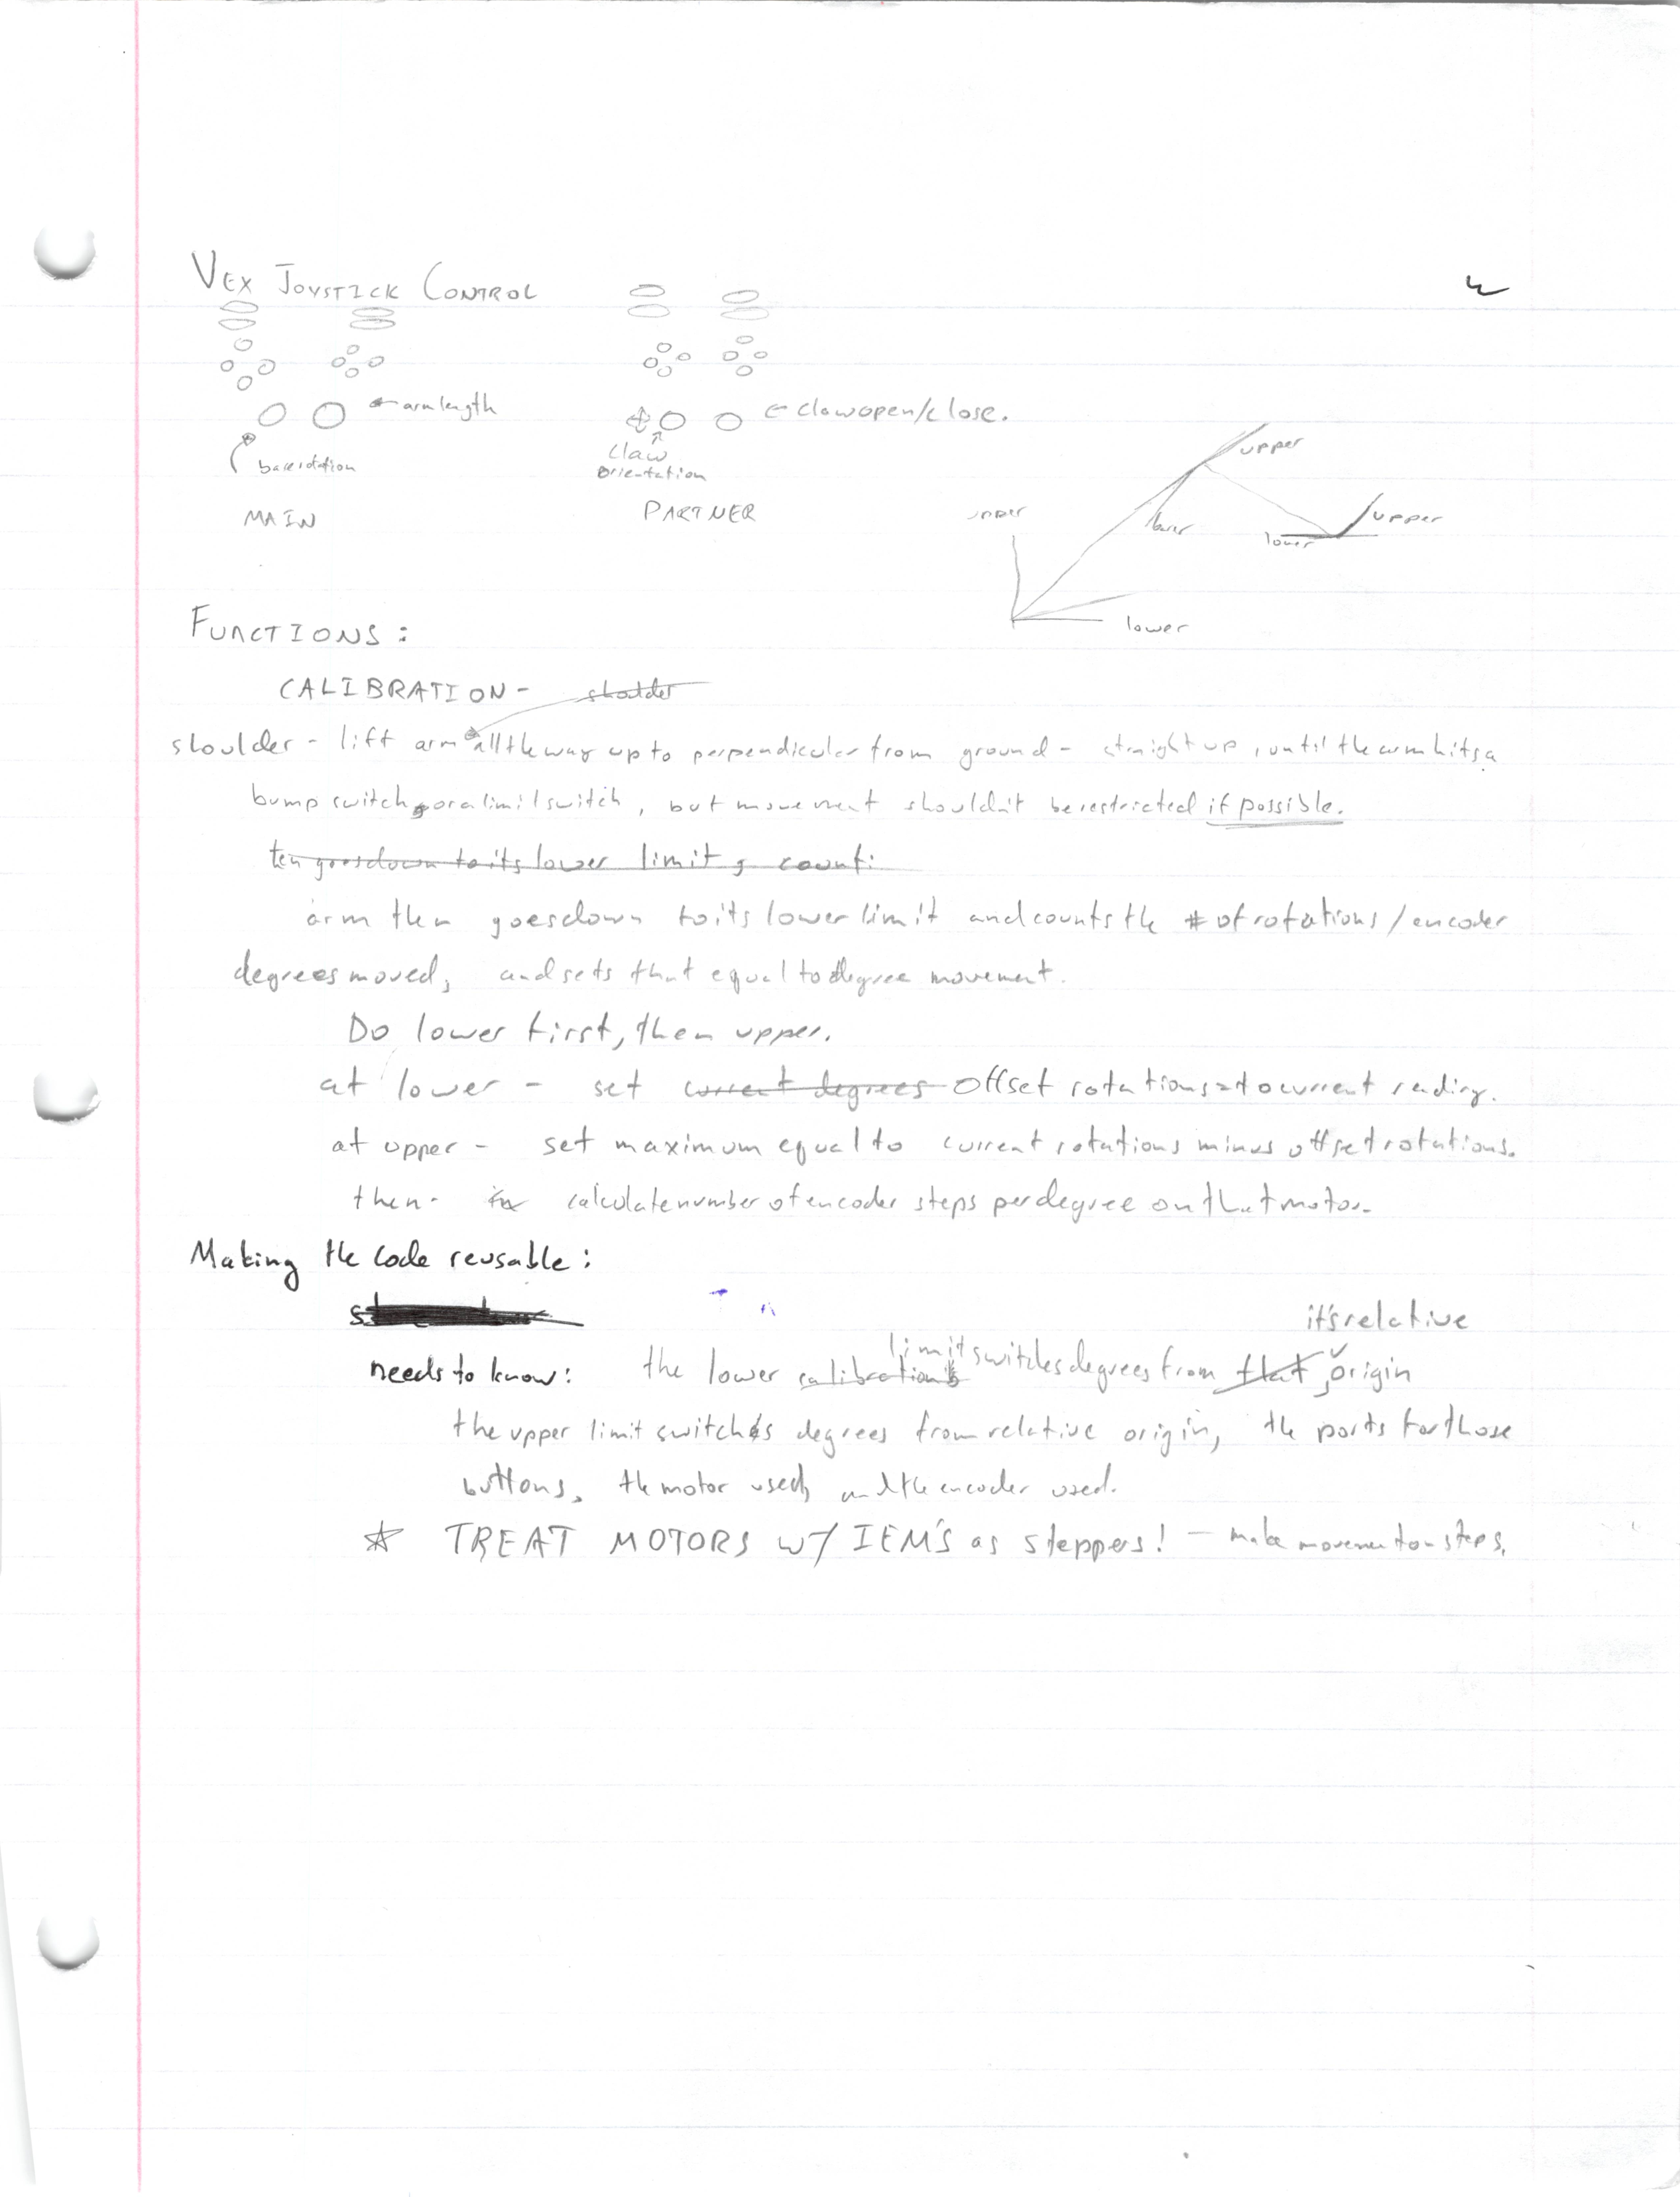 VEX JOYSTICK CONTROL
← arm length
← claw open/close.
base rotation
claw
orientation
MAIN
PARTNER
upper
lower
upper
lower
upper
lower
FUNCTIONS:
CALIBRATION - shoulder
shoulder - lift arm all the way up to perpendicular from ground - straight up, until the arm hits a
bump switch or a limit switch, but movement shouldn't be restricted if possible.
ten goes down to its lower limit, count:
arm then goes down to its lower limit and counts the # of rotations/encoder
degrees moved, and sets that equal to degree movement.
Do lower first, then upper.
at lower - set current degrees offset rotations = to current reading.
at upper - set maximum equal to current rotations minus offset rotations.
then - calculate number of encoder steps per degree on that motor.
Making the code reusable:
it's relative
needs to know: the lower calibration limit switches degrees from flat, origin
the upper limit switch's degrees from relative origin, the ports for those
buttons, the motor used, and the encoder used.
☆ TREAT MOTORS W/ IEM'S as steppers! - make movement on steps.